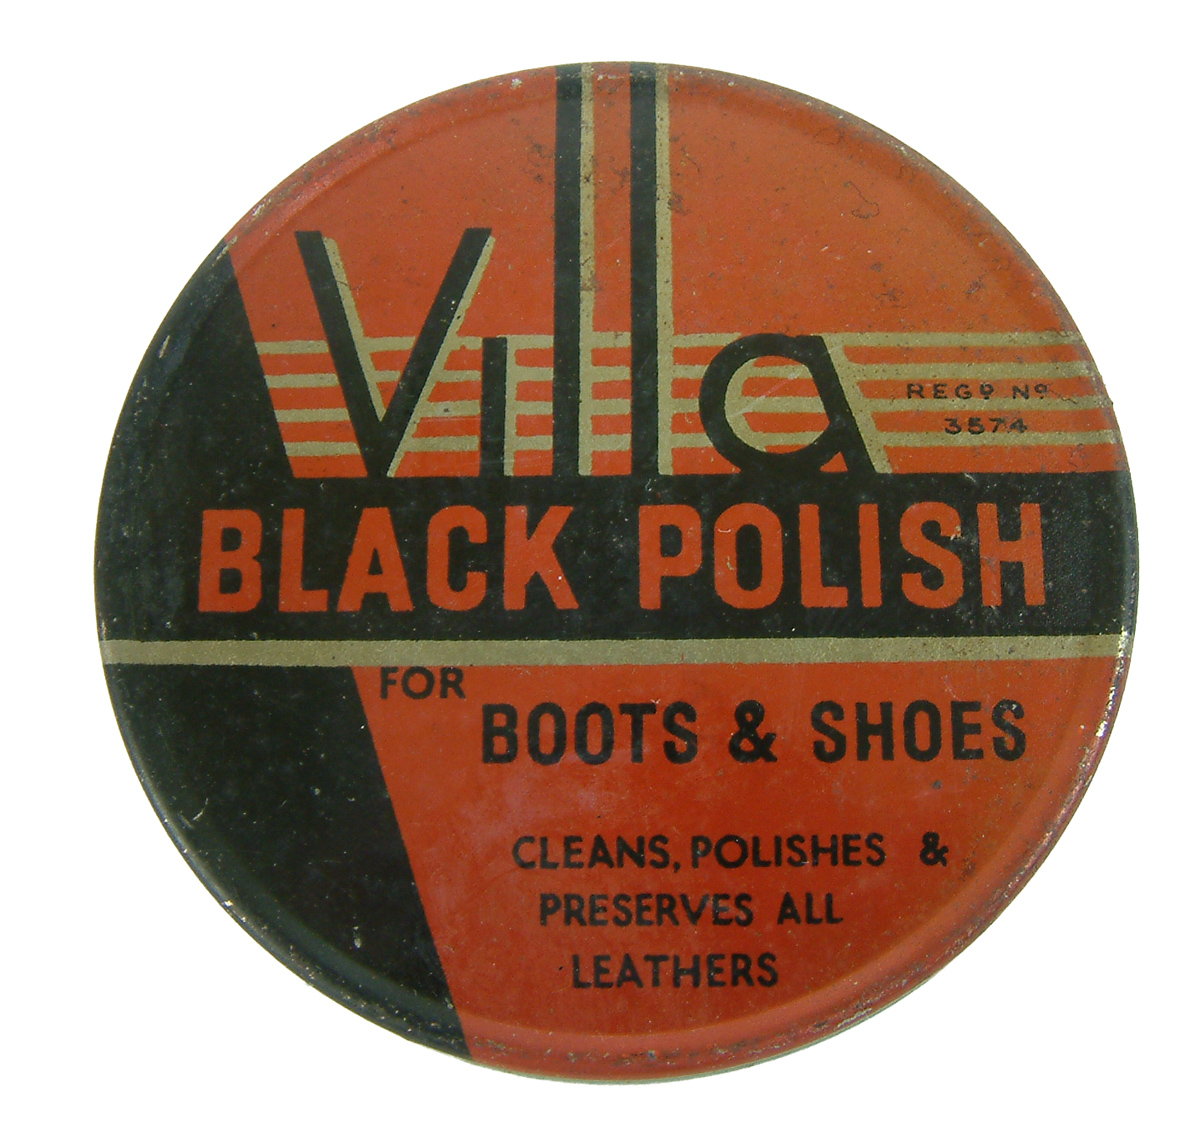 Villa
REGD No
3574
BLACK POLISH
FOR
BOOTS & SHOES
CLEANS, POLISHES &
PRESERVES ALL
LEATHERS